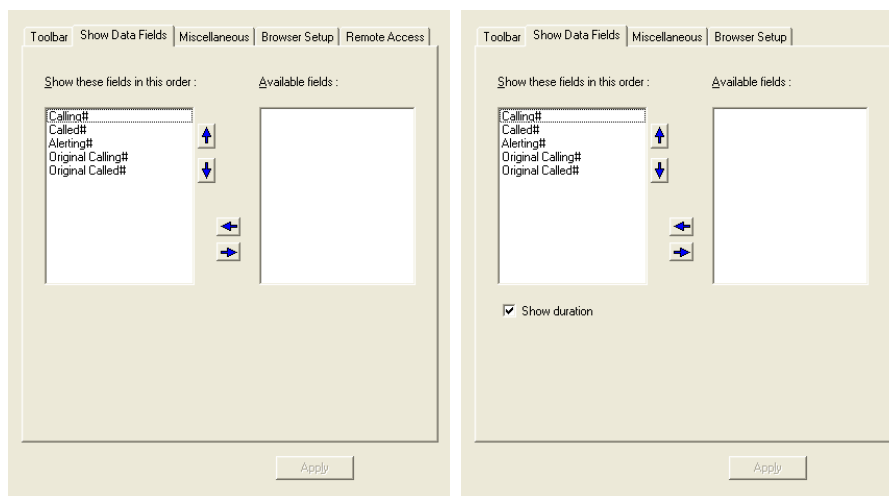 Toolbar Show Data Fields Miscellaneous Browser Setup Remote Access
Show these fields in this order :
Available fields :
Calling#
Called#
Alerting#
Original Calling#
Original Called#
Apply
Toolbar Show Data Fields Miscellaneous Browser Setup
Show these fields in this order :
Available fields :
Calling#
Called#
Alerting#
Original Calling#
Original Called#
Show duration
Apply